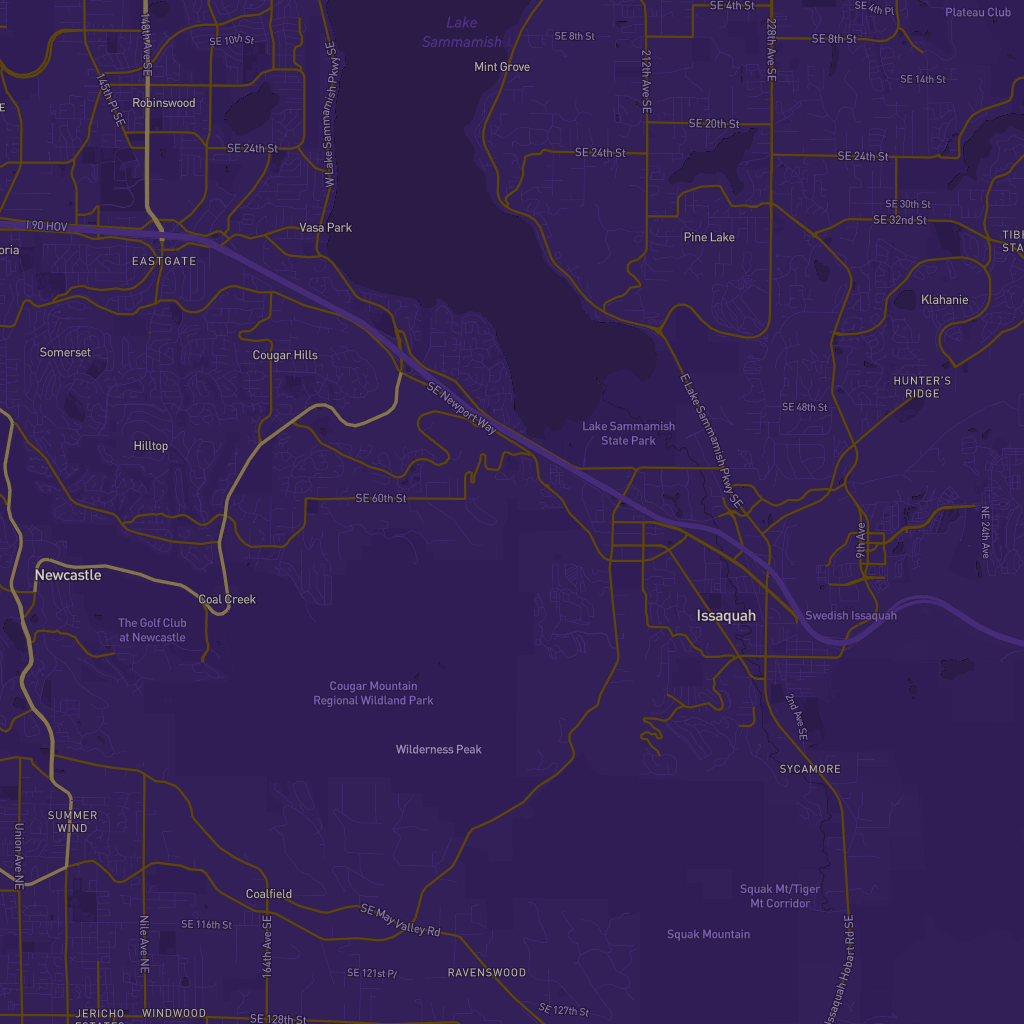 Lake
Sammamish
SE 4th St
SE 4th Pl
Plateau Club
148th Ave SE
SE 10th St
W Lake Sammamish Pkwy SE
SE 8th St
212th Ave SE
228th Ave SE
SE 8th St
Mint Grove
SE 14th St
145th Pl SE
Robinswood
SE 20th St
SE 24th St
SE 24th St
SE 24th St
SE 30th St
SE 32nd St
I 90 HOV
Vasa Park
Pine Lake
EASTGATE
Klahanie
Somerset
Cougar Hills
HUNTER'S
RIDGE
SE Newport Way
E Lake Sammamish Pkwy SE
SE 48th St
Lake Sammamish
State Park
Hilltop
SE 60th St
9th Ave
NE 24th Ave
Newcastle
Coal Creek
Issaquah
Swedish Issaquah
The Golf Club
at Newcastle
Cougar Mountain
Regional Wildland Park
2nd Ave SE
Wilderness Peak
SYCAMORE
SUMMER
WIND
Union Ave NE
Coalfield
Squak Mt/Tiger
Mt Corridor
SE May Valley Rd
SE 116th St
Nile Ave NE
164th Ave SE
Squak Mountain
Issaquah Hobart Rd SE
SE 121st Pl
RAVENSWOOD
SE 127th St
JERICHO
WINDWOOD
SE 128th St